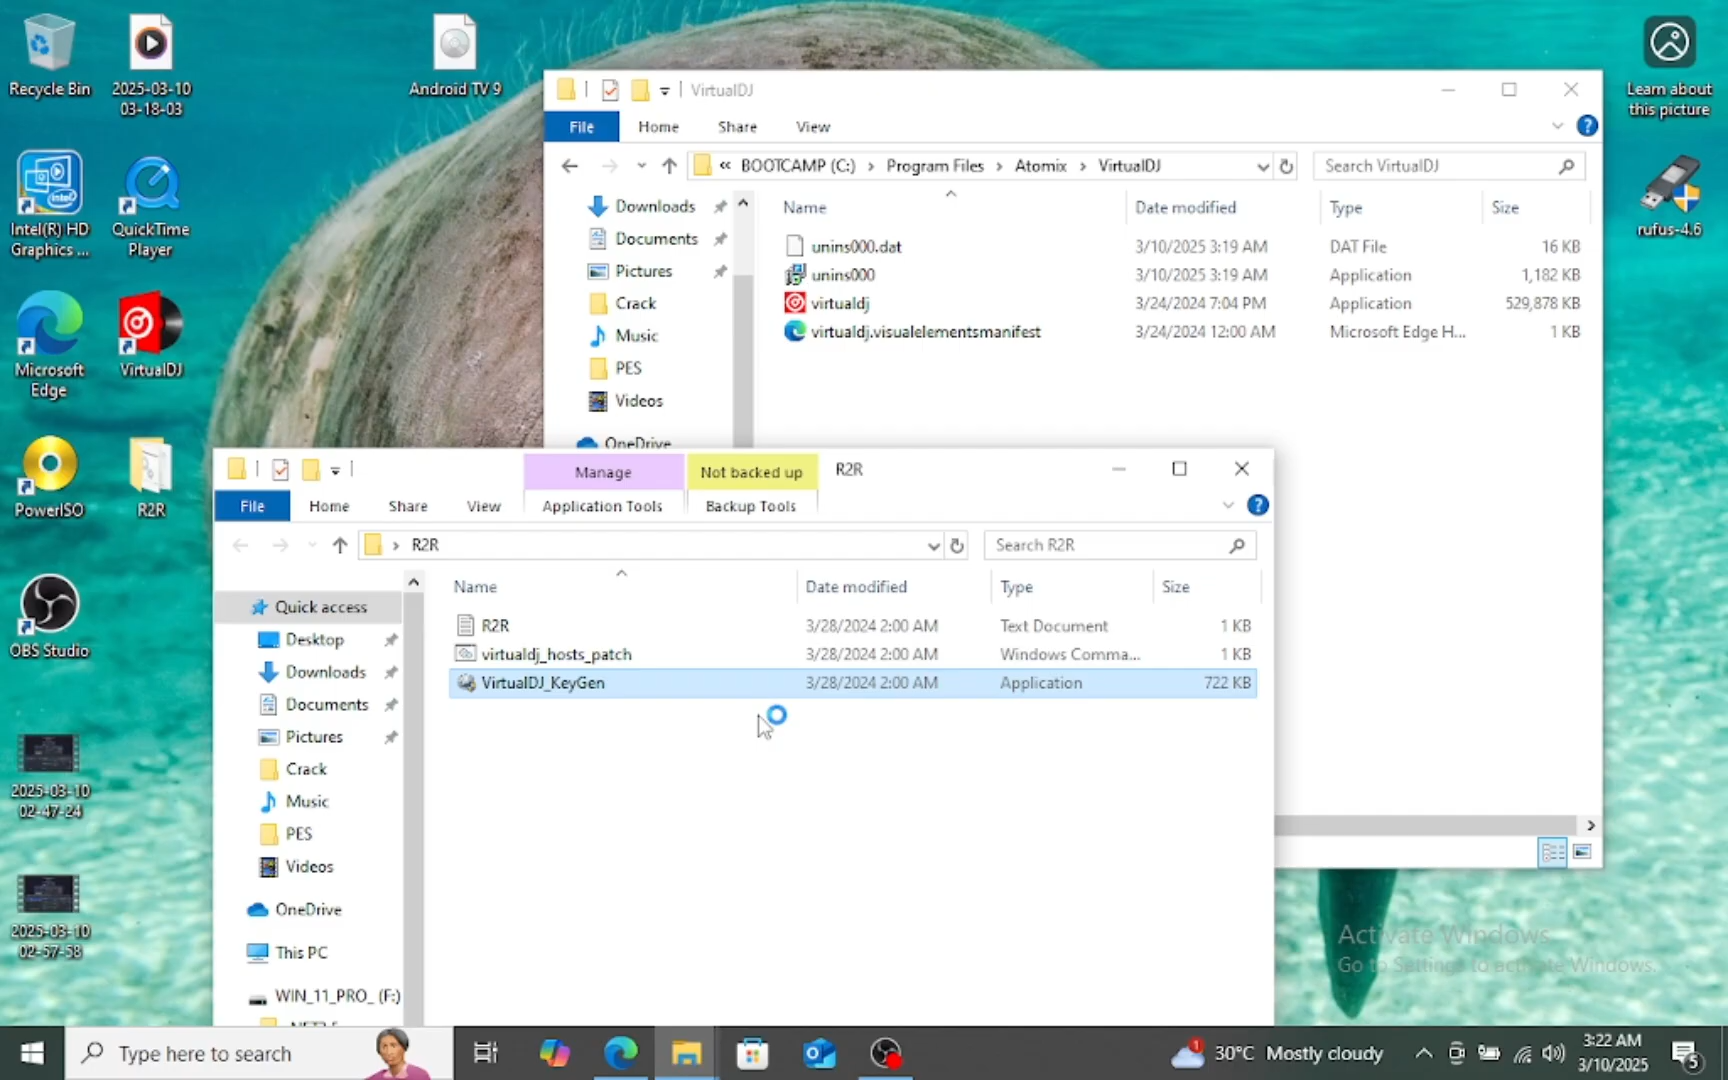 Recycle Bin
2025-03-10
03-18-03
Android TV 9
Learn about
this picture
Intel(R) HD
Graphics ...
QuickTime
Player
rufus-4.6
Microsoft
Edge
VirtualDJ
PowerISO
R2R
OBS Studio
2025-03-10
02-47-24
2025-03-10
02-57-58
VirtualDJ
File
Home
Share
View
« BOOTCAMP (C:) › Program Files › Atomix › VirtualDJ
Search VirtualDJ
Downloads
Documents
Pictures
Crack
Music
PES
Videos
OneDrive
Name Date modified Type Size
unins000.dat 3/10/2025 3:19 AM DAT File 16 KB
unins000 3/10/2025 3:19 AM Application 1,182 KB
virtualdj 3/24/2024 7:04 PM Application 529,878 KB
virtualdj.visualelementsmanifest 3/24/2024 12:00 AM Microsoft Edge H... 1 KB
Manage
Not backed up
R2R
File
Home
Share
View
Application Tools
Backup Tools
› R2R
Search R2R
Quick access
Desktop
Downloads
Documents
Pictures
Crack
Music
PES
Videos
OneDrive
This PC
WIN_11_PRO_ (F:)
Name Date modified Type Size
R2R 3/28/2024 2:00 AM Text Document 1 KB
virtualdj_hosts_patch 3/28/2024 2:00 AM Windows Comma... 1 KB
VirtualDJ_KeyGen 3/28/2024 2:00 AM Application 722 KB
Activate Windows
Go to Settings to activate Windows.
Type here to search
1
30°C Mostly cloudy
3:22 AM
3/10/2025
5